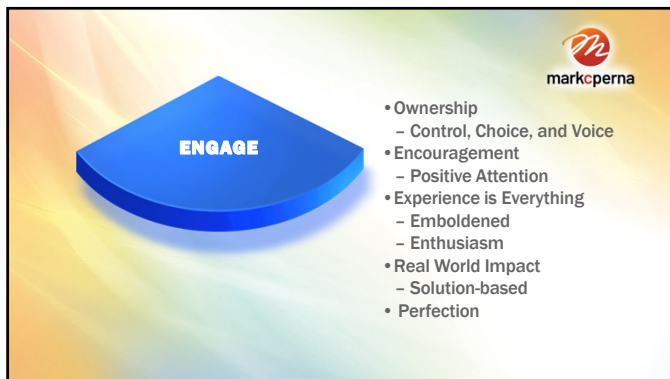 markcperna
ENGAGE
•Ownership
– Control, Choice, and Voice
•Encouragement
– Positive Attention
•Experience is Everything
– Emboldened
– Enthusiasm
•Real World Impact
– Solution-based
• Perfection